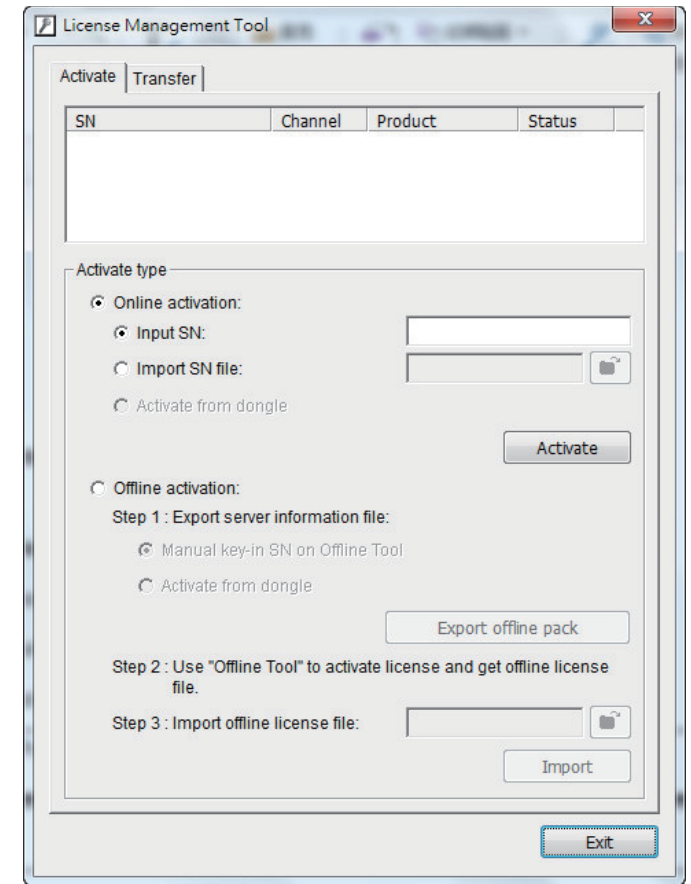 License Management Tool
Activate Transfer
SN Channel Product Status
Activate type
Online activation:
Input SN:
Import SN file:
Activate from dongle
Activate
Offline activation:
Step 1 : Export server information file:
Manual key-in SN on Offline Tool
Activate from dongle
Export offline pack
Step 2 : Use "Offline Tool" to activate license and get offline license
file.
Step 3 : Import offline license file:
Import
Exit